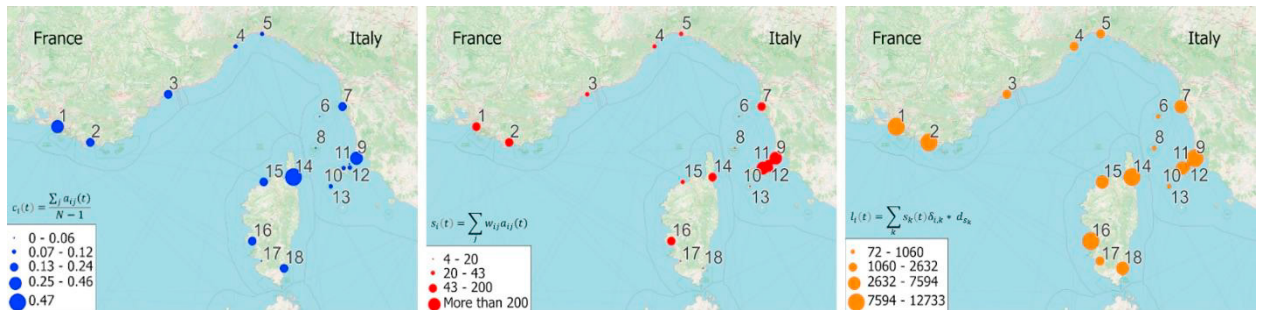 France
Italy
5
4
3
1
2
6
7
8
9
11
10
12
13
15
14
16
17
18
c_i(t) = ∑_j a_ij(t) / N − 1
0 - 0.06
0.07 - 0.12
0.13 - 0.24
0.25 - 0.46
0.47
France
Italy
5
4
3
1
2
6
7
8
9
11
10
12
13
15
14
16
17
18
s_i(t) = ∑_j w_ij a_ij(t)
4 - 20
20 - 43
43 - 200
More than 200
France
Italy
5
4
3
1
2
6
7
8
9
11
10
12
13
15
14
16
17
18
l_i(t) = ∑_k s_k(t)δ_i,k * d_sk
72 - 1060
1060 - 2632
2632 - 7594
7594 - 12733